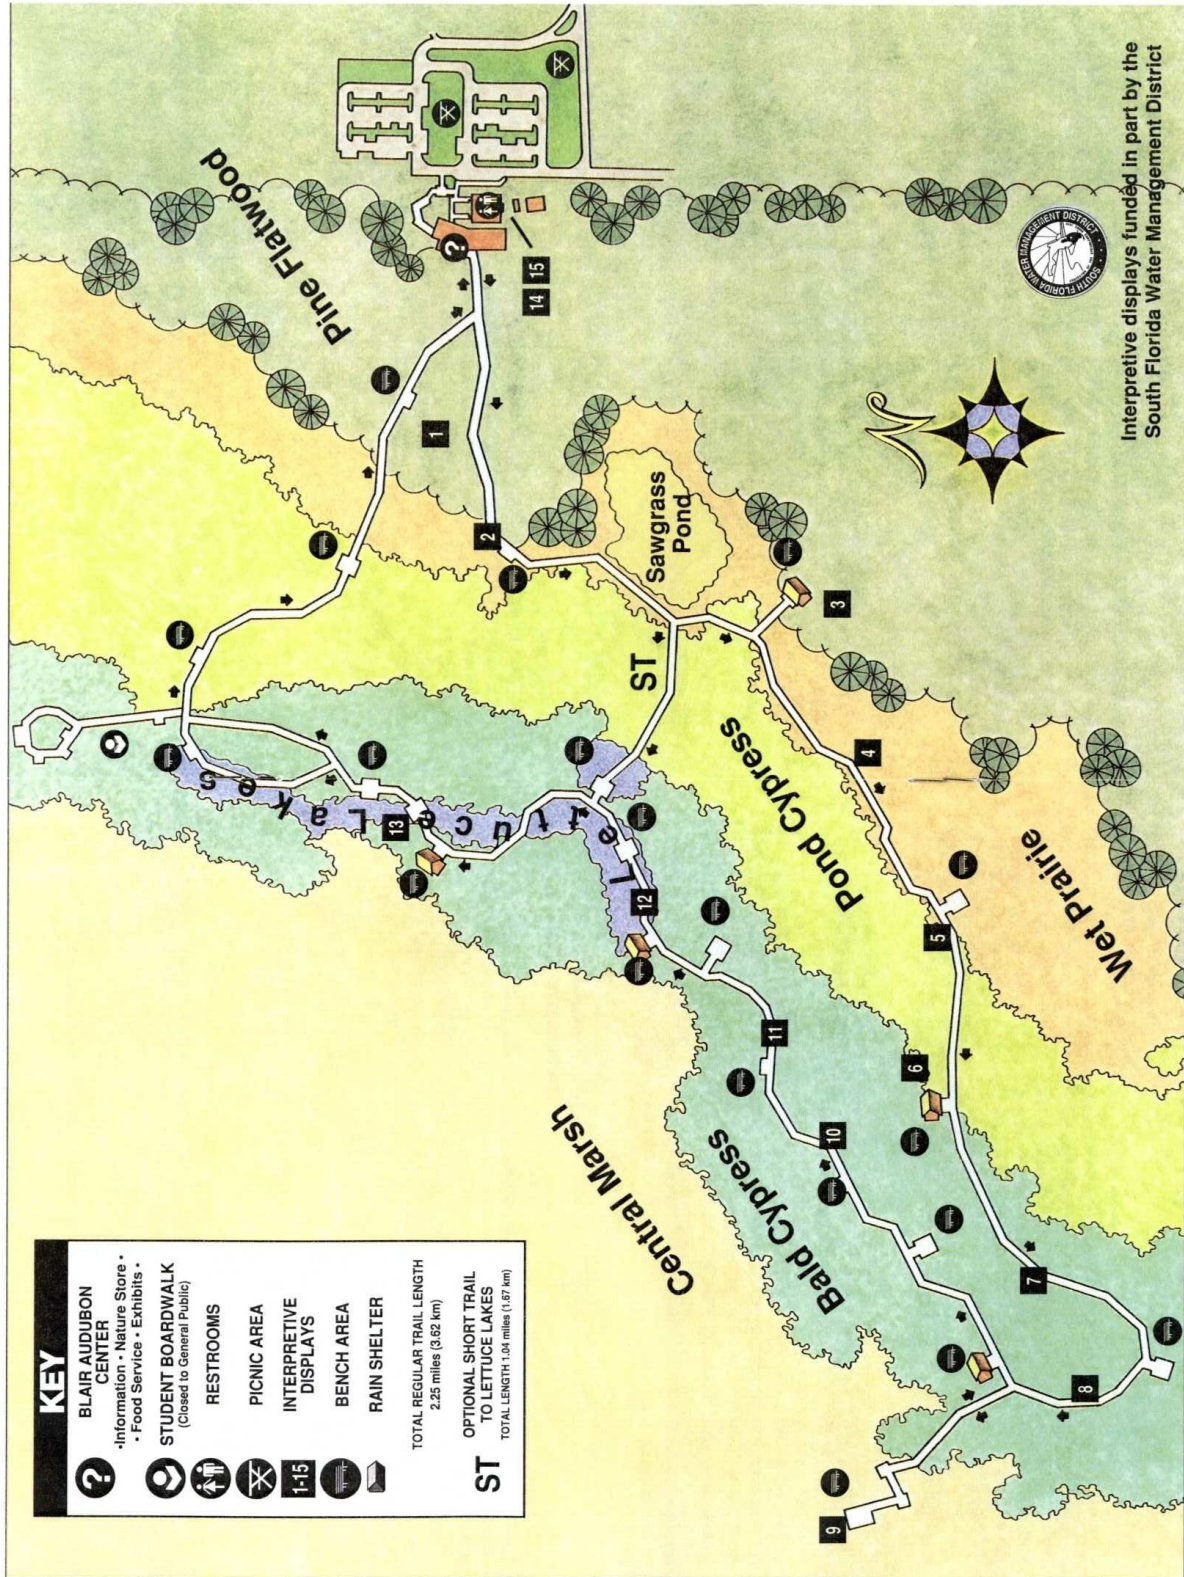 KEY
BLAIR AUDUBON
CENTER
•Information • Nature Store •
• Food Service • Exhibits •
STUDENT BOARDWALK
(Closed to General Public)
RESTROOMS
PICNIC AREA
1-15
INTERPRETIVE
DISPLAYS
BENCH AREA
RAIN SHELTER
TOTAL REGULAR TRAIL LENGTH
2.25 miles (3.62 km)
ST
OPTIONAL SHORT TRAIL
TO LETTUCE LAKES
TOTAL LENGTH 1.04 miles (1.67 km)
?
Pine Flatwood
14 15
1
2
Sawgrass
Pond
3
ST
Lettuce Lakes
13
12
Pond Cypress
4
5
Wet Prairie
6
11
10
Central Marsh
Bald Cypress
7
8
9
N
SOUTH FLORIDA WATER MANAGEMENT DISTRICT
Interpretive displays funded in part by the
South Florida Water Management District